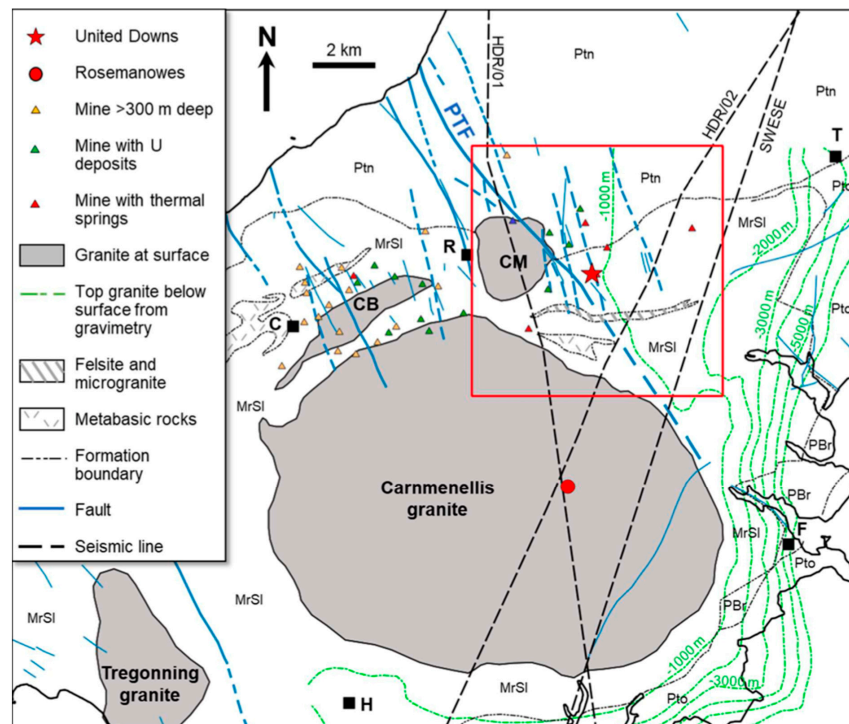 United Downs
Rosemanowes
Mine >300 m deep
Mine with U
deposits
Mine with thermal
springs
Granite at surface
Top granite below
surface from
gravimetry
Felsite and
microgranite
Metabasic rocks
Formation
boundary
Fault
Seismic line
N
2 km
HDR/01
Ptn
PTF
HDR/02
SWESE
Ptn
T
Ptn
Ptn
Pto
-1000 m
MrSl
MrSl
-2000 m
R
CM
CB
C
-3000 m
-5000 m
MrSl
MrSl
PBr
Carnmenellis
granite
PBr
MrSl
F
Pto
MrSl
MrSl
PBr
Tregonning
granite
-1000 m
MrSl
-3000 m
Pto
H